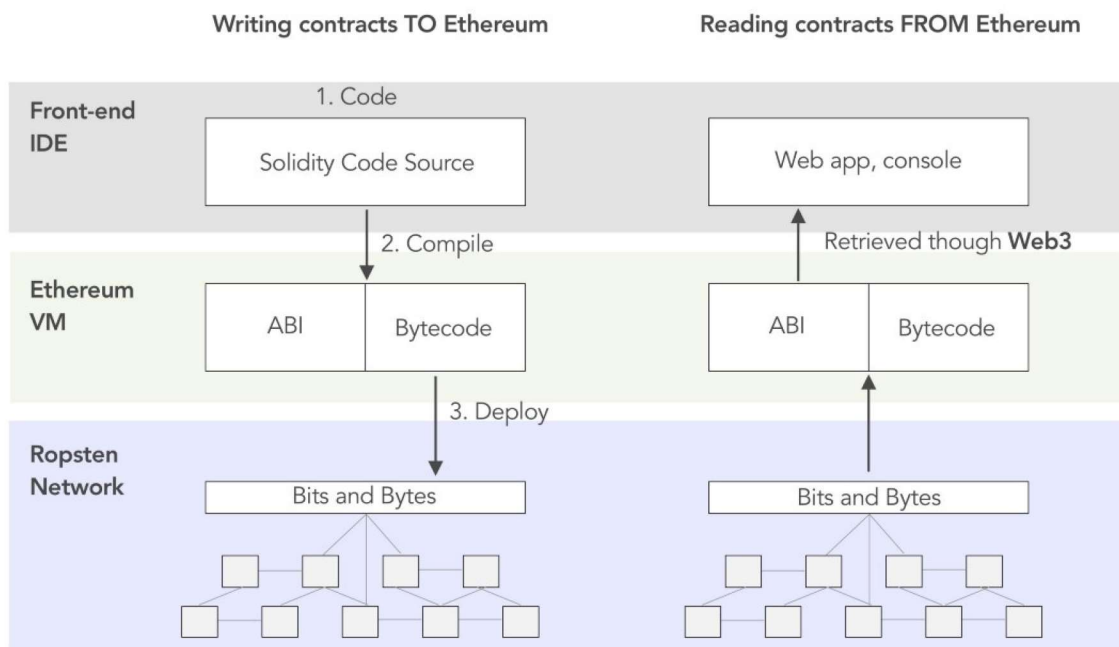 Writing contracts TO Ethereum
Reading contracts FROM Ethereum
Front-end
IDE
1. Code
Solidity Code Source
Web app, console
2. Compile
Retrieved though Web3
Ethereum
VM
ABI
Bytecode
ABI
Bytecode
3. Deploy
Ropsten
Network
Bits and Bytes
Bits and Bytes